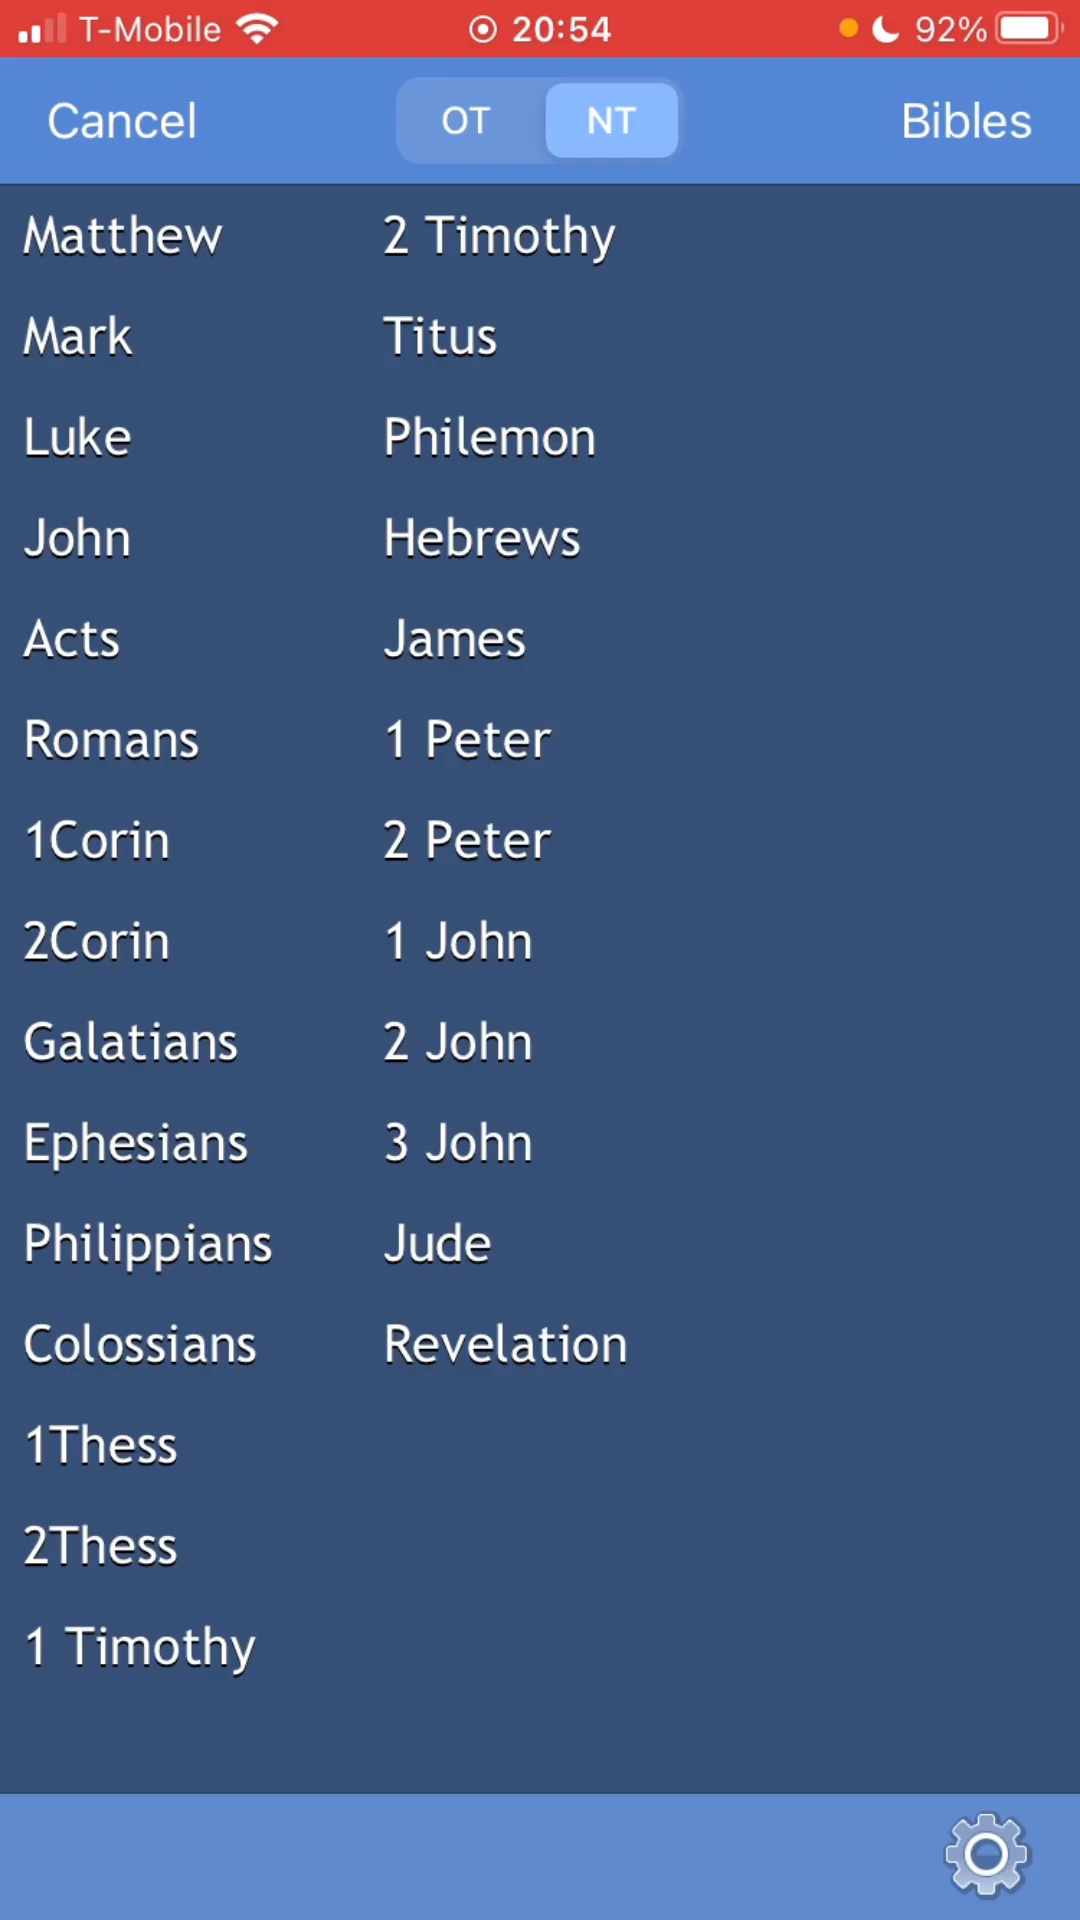 T-Mobile 20:54 92%
Cancel OT NT Bibles
Matthew
Mark
Luke
John
Acts
Romans
1Corin
2Corin
Galatians
Ephesians
Philippians
Colossians
1Thess
2Thess
1 Timothy
2 Timothy
Titus
Philemon
Hebrews
James
1 Peter
2 Peter
1 John
2 John
3 John
Jude
Revelation